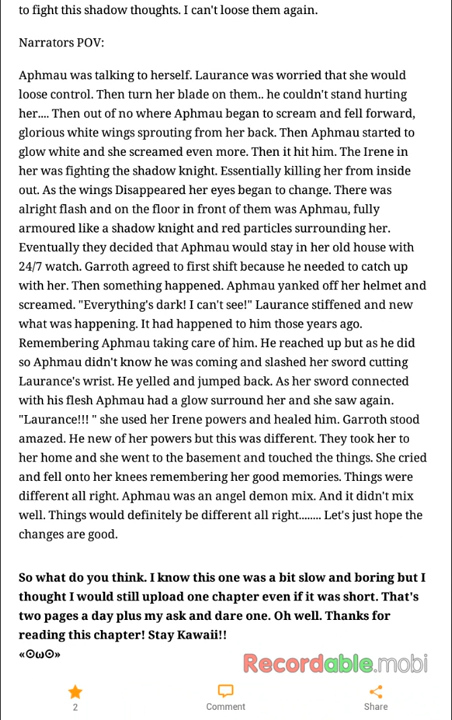 to fight this shadow thoughts. I can't loose them again.
Narrators POV:
Aphmau was talking to herself. Laurance was worried that she would
loose control. Then turn her blade on them.. he couldn't stand hurting
her.... Then out of no where Aphmau began to scream and fell forward,
glorious white wings sprouting from her back. Then Aphmau started to
glow white and she screamed even more. Then it hit him. The Irene in
her was fighting the shadow knight. Essentially killing her from inside
out. As the wings Disappeared her eyes began to change. There was
alright flash and on the floor in front of them was Aphmau, fully
armoured like a shadow knight and red particles surrounding her.
Eventually they decided that Aphmau would stay in her old house with
24/7 watch. Garroth agreed to first shift because he needed to catch up
with her. Then something happened. Aphmau yanked off her helmet and
screamed. "Everything's dark! I can't see!" Laurance stiffened and new
what was happening. It had happened to him those years ago.
Remembering Aphmau taking care of him. He reached up but as he did
so Aphmau didn't know he was coming and slashed her sword cutting
Laurance's wrist. He yelled and jumped back. As her sword connected
with his flesh Aphmau had a glow surround her and she saw again.
"Laurance!!! " she used her Irene powers and healed him. Garroth stood
amazed. He new of her powers but this was different. They took her to
her home and she went to the basement and touched the things. She cried
and fell onto her knees remembering her good memories. Things were
different all right. Aphmau was an angel demon mix. And it didn't mix
well. Things would definitely be different all right........ Let's just hope the
changes are good.
So what do you think. I know this one was a bit slow and boring but I
thought I would still upload one chapter even if it was short. That's
two pages a day plus my ask and dare one. Oh well. Thanks for
reading this chapter! Stay Kawaii!!
«⊙ω⊙»
Recordable.mobi
2
Comment
Share